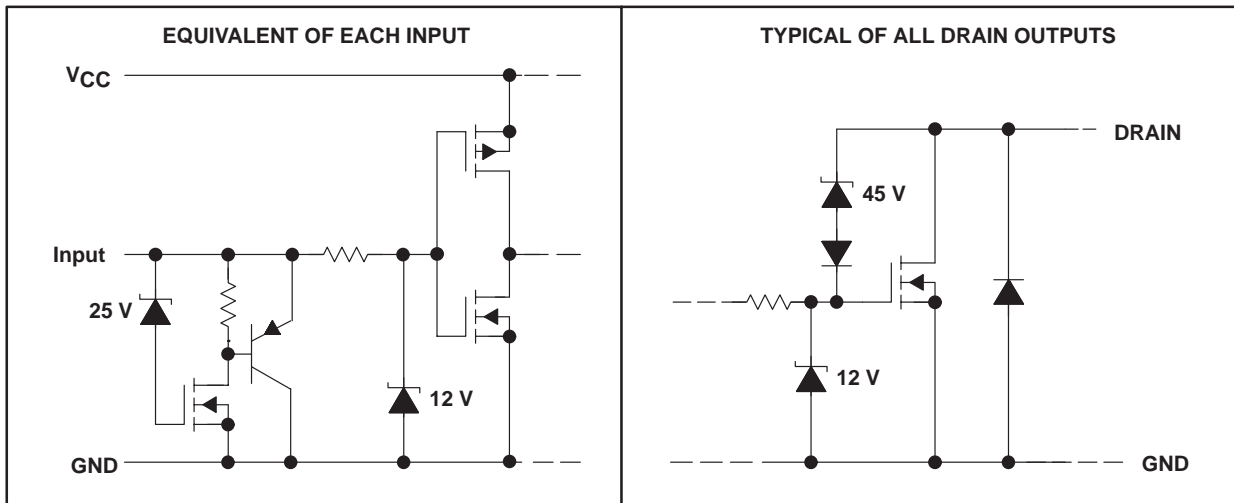 EQUIVALENT OF EACH INPUT
VCC
Input
25 V
12 V
GND
TYPICAL OF ALL DRAIN OUTPUTS
DRAIN
45 V
12 V
GND